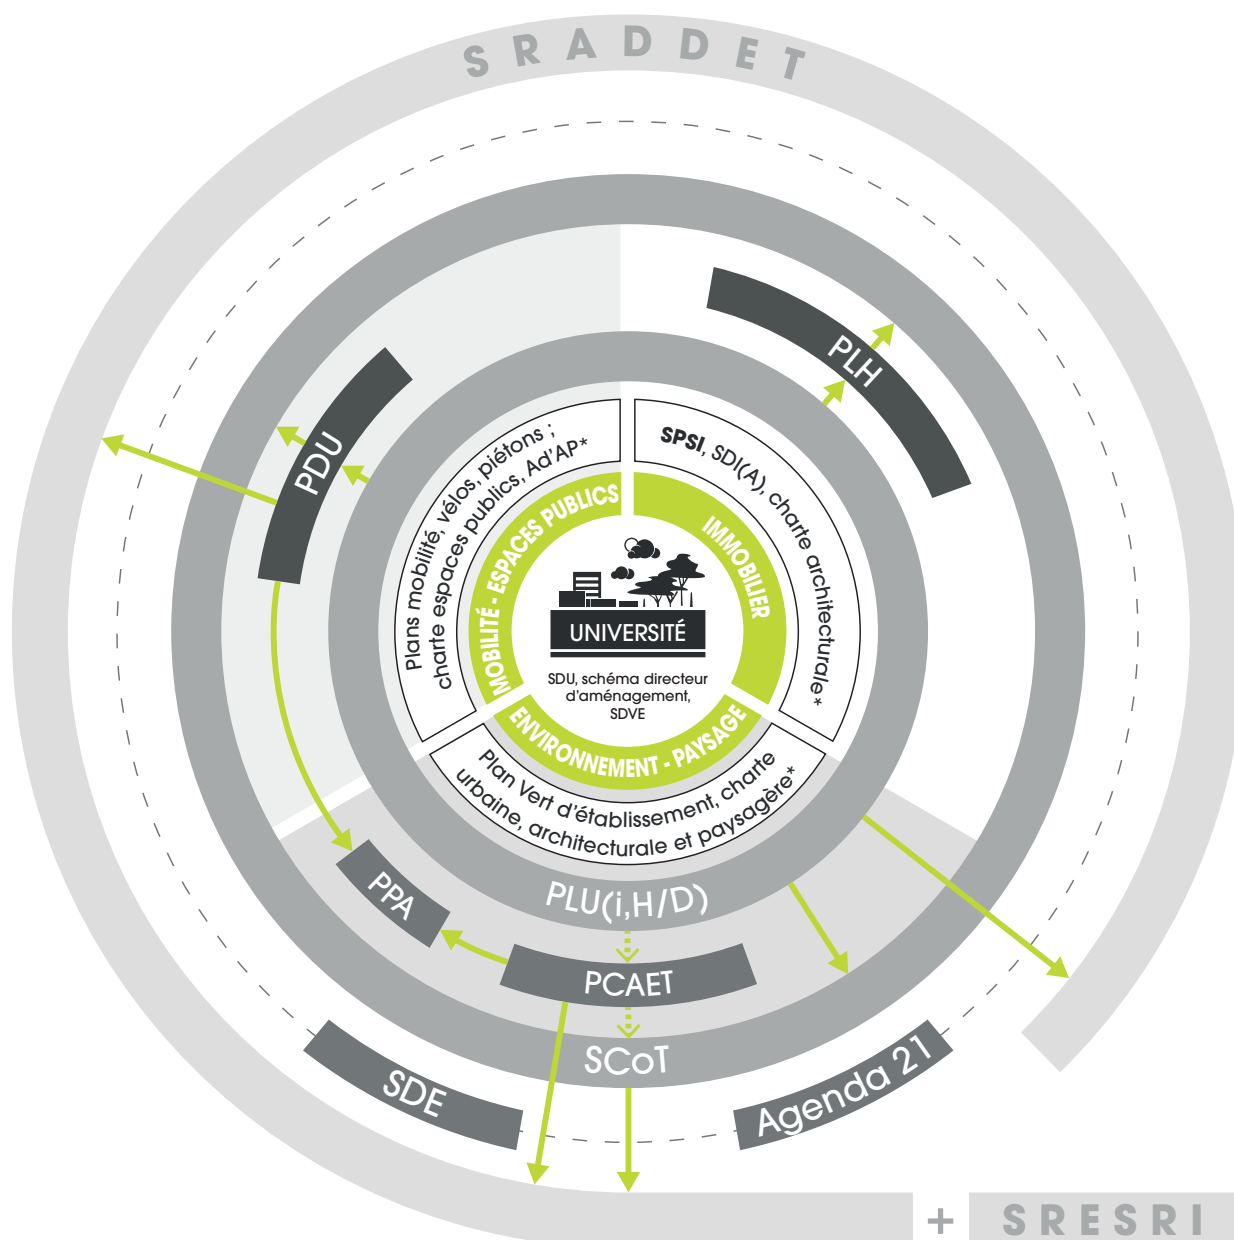 SRADDET
PLH
PDU
Plans mobilité, vélos, piétons ;
charte espaces publics, Ad'AP*
SPSI, SDI(A), charte architecturale*
MOBILITÉ - ESPACES PUBLICS
IMMOBILIER
UNIVERSITÉ
SDU, schéma directeur
d'aménagement,
SDVE
ENVIRONNEMENT - PAYSAGE
Plan Vert d'établissement, charte
urbaine, architecturale et paysagère*
PLU(i,H/D)
PPA
PCAET
SCoT
SDE
Agenda 21
+ SRESRI